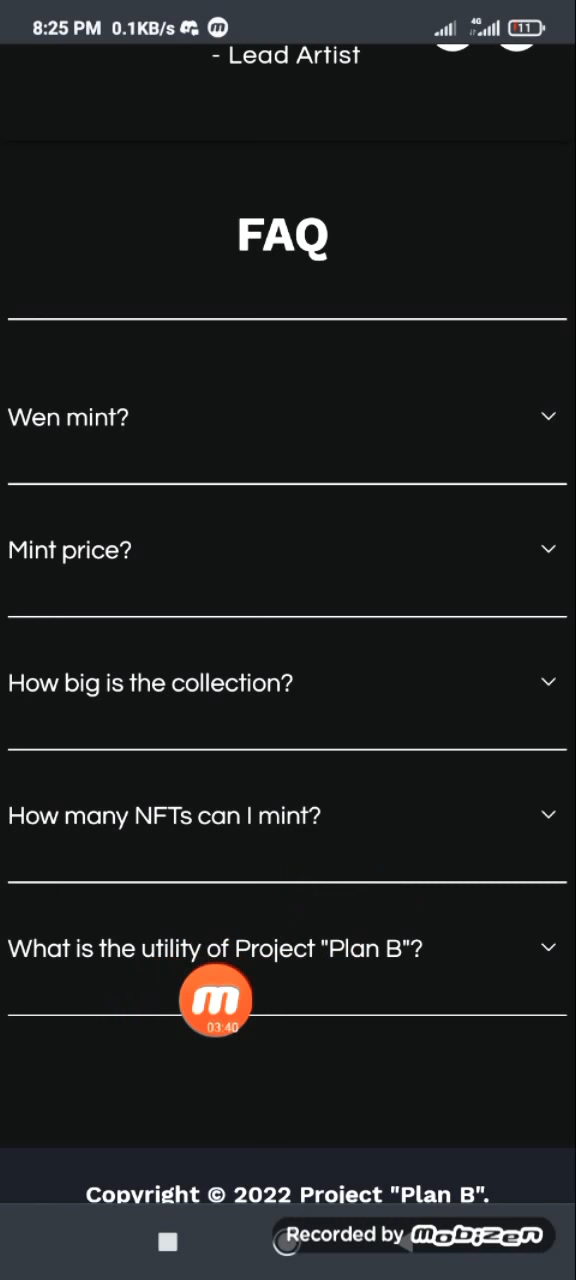 8:25 PM 0.1KB/s
4G
11
- Lead Artist
FAQ
Wen mint?
Mint price?
How big is the collection?
How many NFTs can I mint?
What is the utility of Project "Plan B"?
m
03:40
Copyright © 2022 Project "Plan B".
Recorded by mobizen